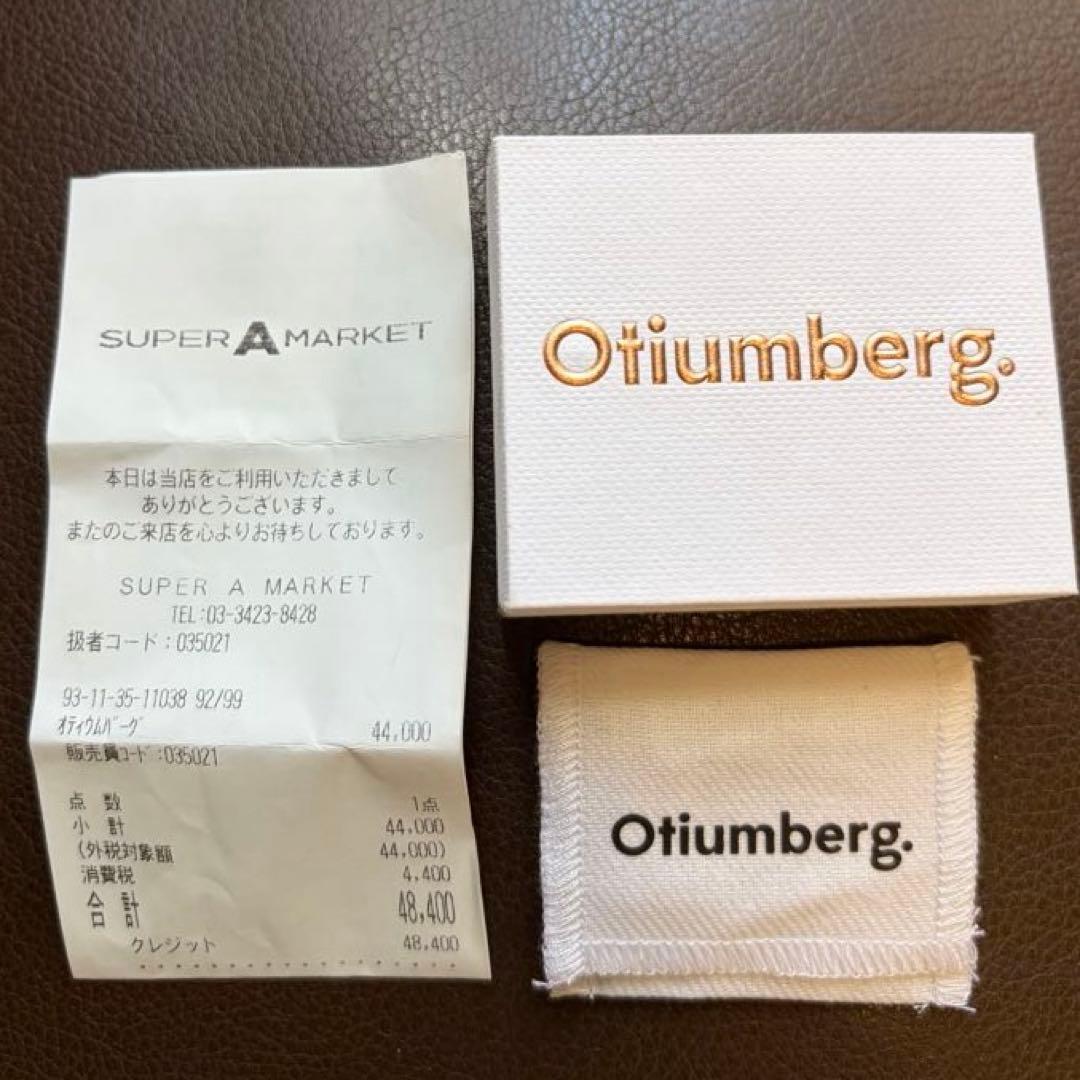 SUPER A MARKET
本日は当店をご利用いただきまして
ありがとうございます。
またのご来店を心よりお待ちしております。
SUPER A MARKET
TEL:03-3423-8428
扱者コード:035021
93-11-35-11038 92/99
ｵﾃｨｳﾑﾊﾞｰｸﾞ 44,000
販売員ｺｰﾄﾞ:035021
点 数 1点
小 計 44,000
(外税対象額 44,000)
消費税 4,400
合 計 48,400
クレジット 48,400
Otiumberg.
Otiumberg.